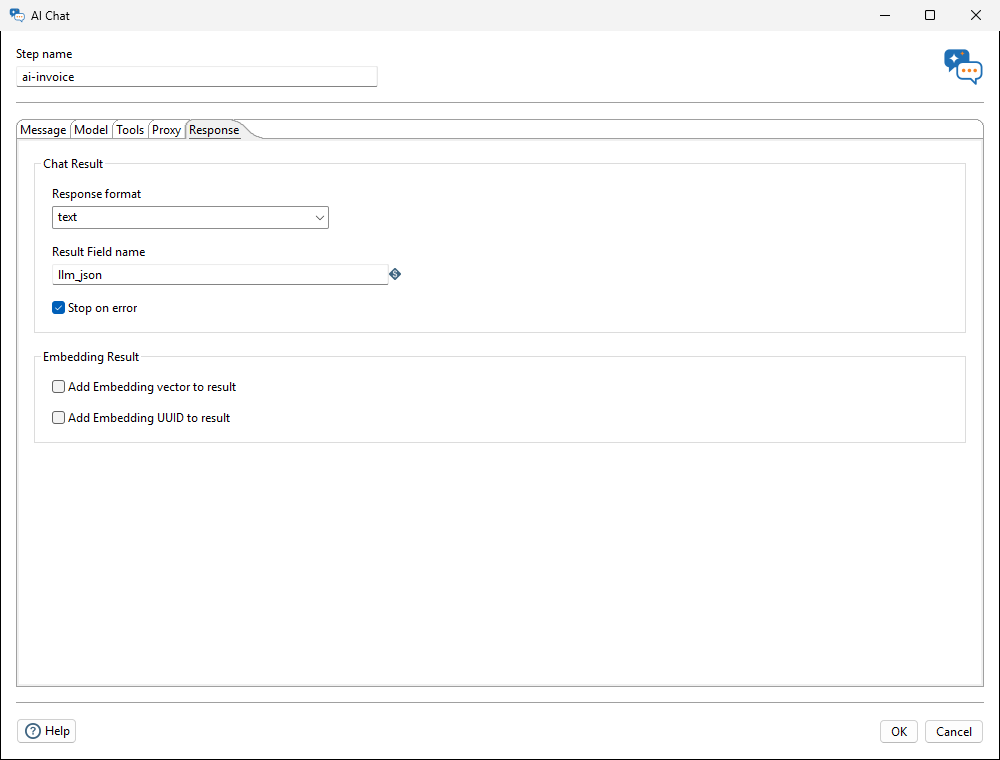 AI Chat
Step name
ai-invoice
Message Model Tools Proxy Response
Chat Result
Response format
text
Result Field name
llm_json
S
Stop on error
Embedding Result
Add Embedding vector to result
Add Embedding UUID to result
? Help
OK Cancel